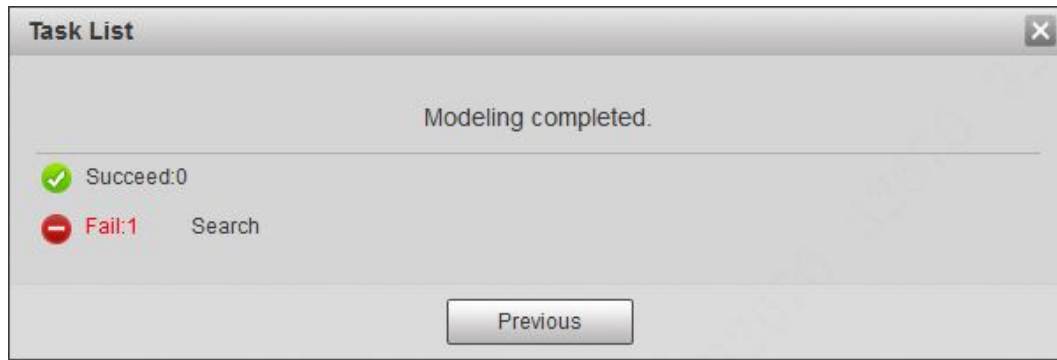 Task List
Modeling completed.
Succeed:0
Fail:1 Search
Previous